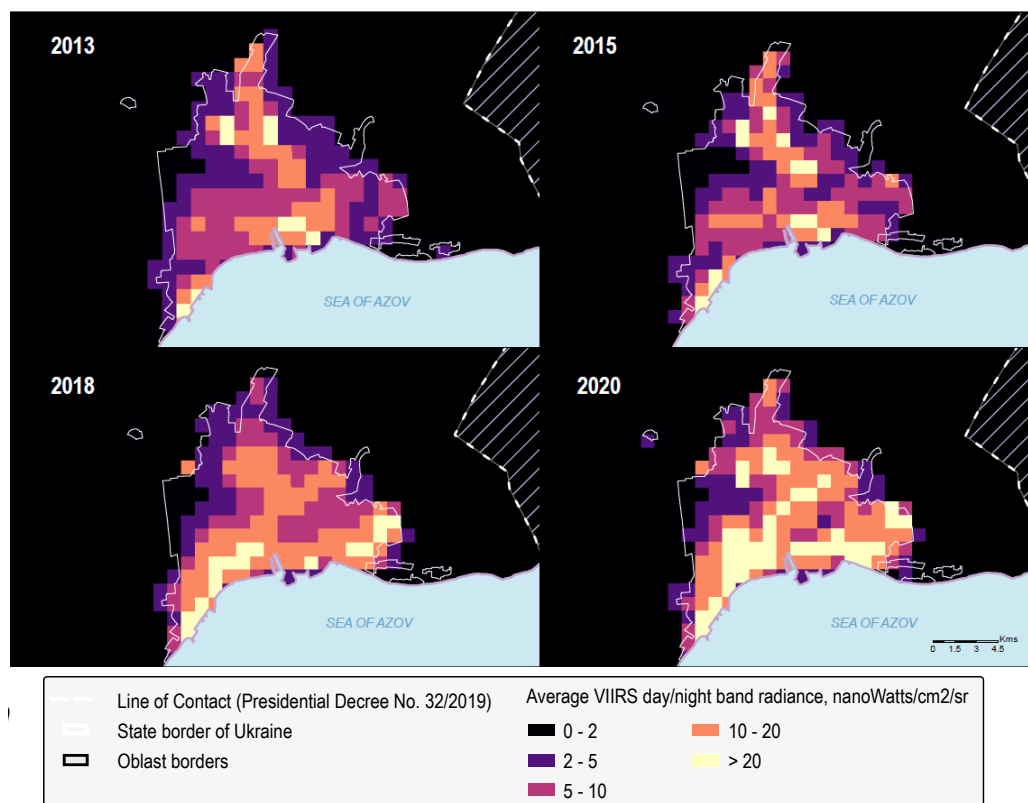 2013
2015
SEA OF AZOV
SEA OF AZOV
2018
2020
SEA OF AZOV
SEA OF AZOV
Kms
0 1.5 3 4.5
Line of Contact (Presidential Decree No. 32/2019)
State border of Ukraine
Oblast borders
Average VIIRS day/night band radiance, nanoWatts/cm2/sr
0 - 2
2 - 5
5 - 10
10 - 20
> 20